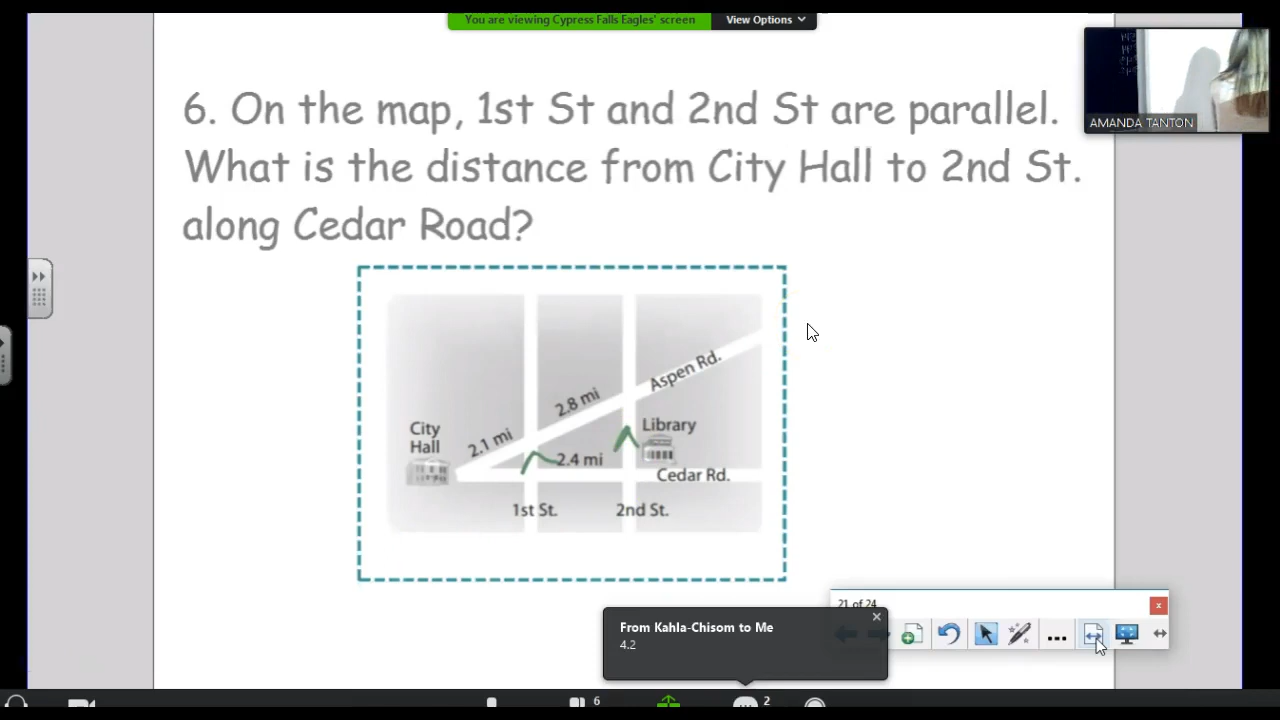 You are viewing Cypress Falls Eagles' screen
View Options
AMANDA TANTON
6. On the map, 1st St and 2nd St are parallel.
What is the distance from City Hall to 2nd St.
along Cedar Road?
Aspen Rd.
2.8 mi
City
Hall
2.1 mi
Library
2.4 mi
Cedar Rd.
1st St.
2nd St.
21 of 24
From Kahla-Chisom to Me
4.2
6
2